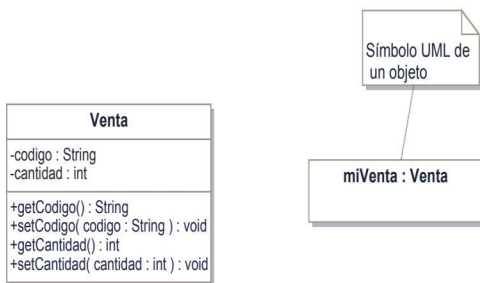 Venta
-codigo : String
-cantidad : int
+getCodigo() : String
+setCodigo( codigo : String ) : void
+getCantidad() : int
+setCantidad( cantidad : int ) : void
Símbolo UML de
un objeto
miVenta : Venta